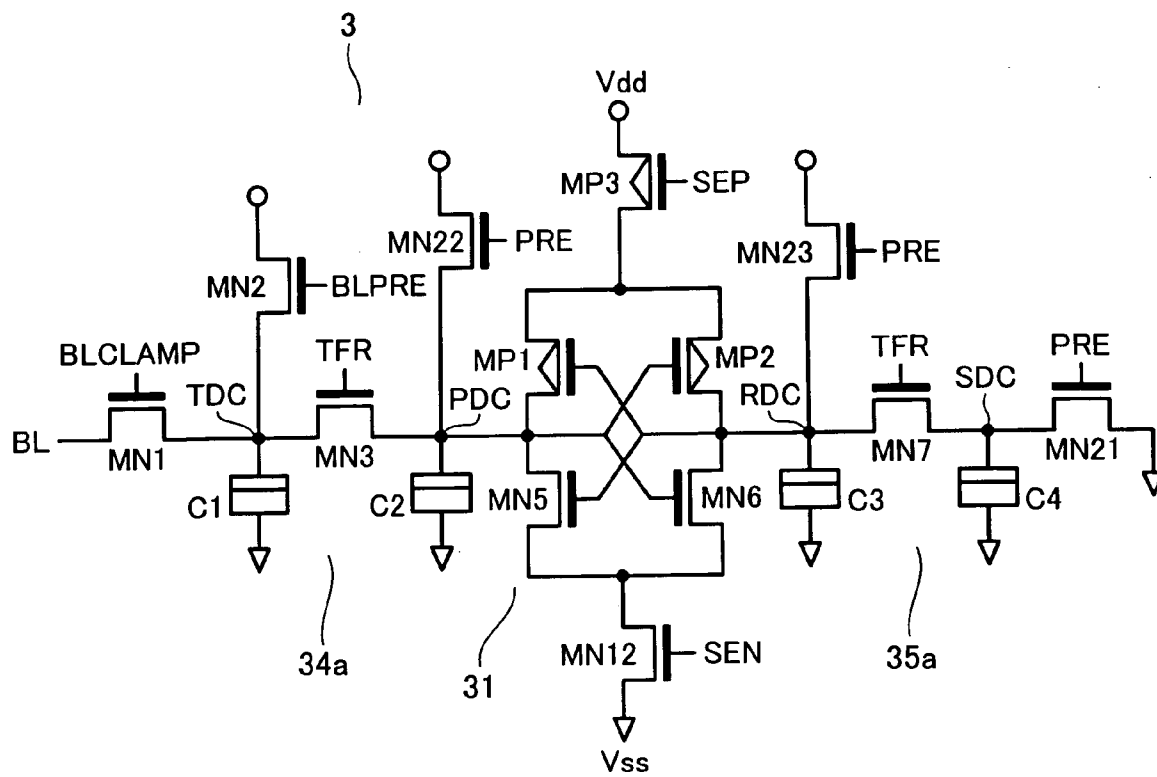 3
Vdd
MP3
SEP
MN22
PRE
MN23
PRE
MN2
BLPRE
BLCLAMP
TFR
MP1
MP2
TFR
PRE
TDC
PDC
RDC
SDC
BL
MN1
MN3
MN7
MN21
C1
C2
MN5
MN6
C3
C4
MN12
SEN
34a
31
35a
Vss